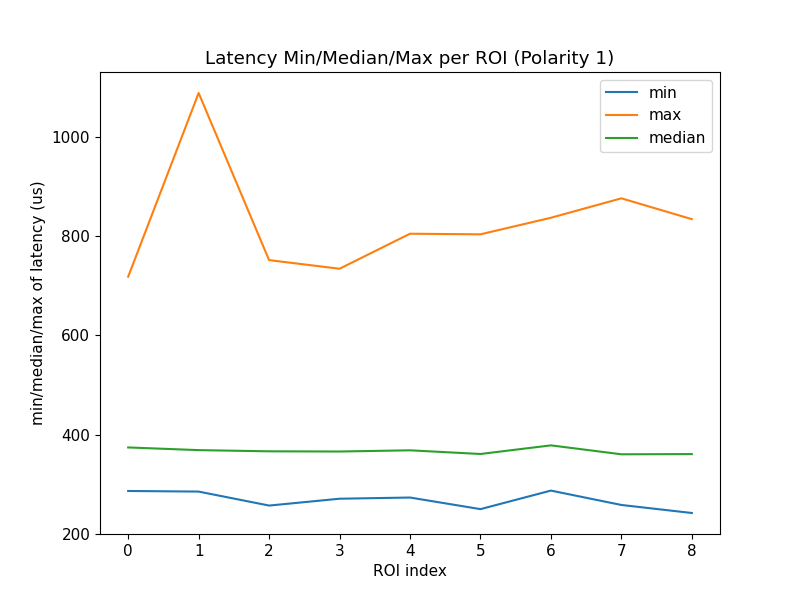 Latency Min/Median/Max per ROI (Polarity 1)
min
max
median
min/median/max of latency (us)
1000
800
600
400
200
0 1 2 3 4 5 6 7 8
ROI index